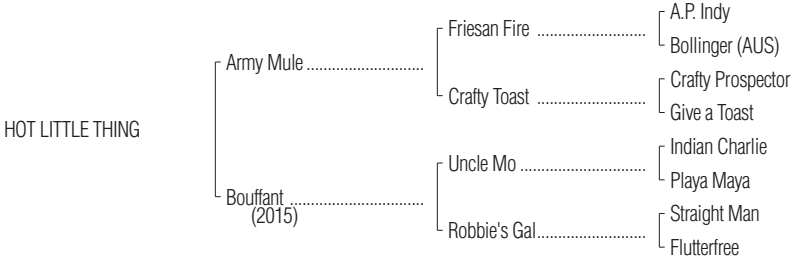 A.P. Indy
Friesan Fire ..........................
Bollinger (AUS)
Army Mule ............................
Crafty Prospector
Crafty Toast ..........................
Give a Toast
HOT LITTLE THING
Indian Charlie
Uncle Mo ..............................
Playa Maya
Bouffant ................................
(2015)
Straight Man
Robbie's Gal..........................
Flutterfree